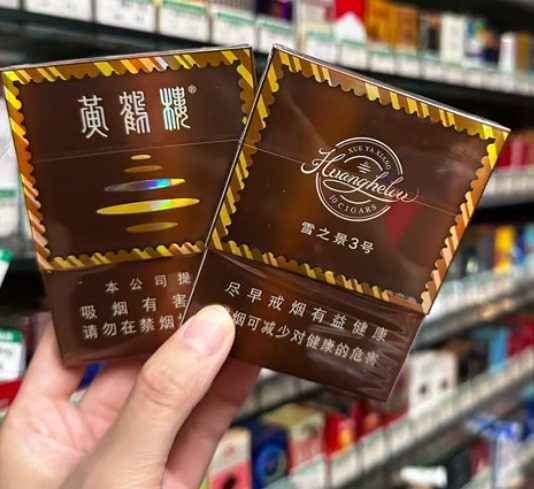 黄鹤楼®
本公司提
吸烟有害
请勿在禁烟
XUE YA XIANG
Huanghelou
10 CIGARS
雪之景3号
尽早戒烟有益健康
烟可减少对健康的危害